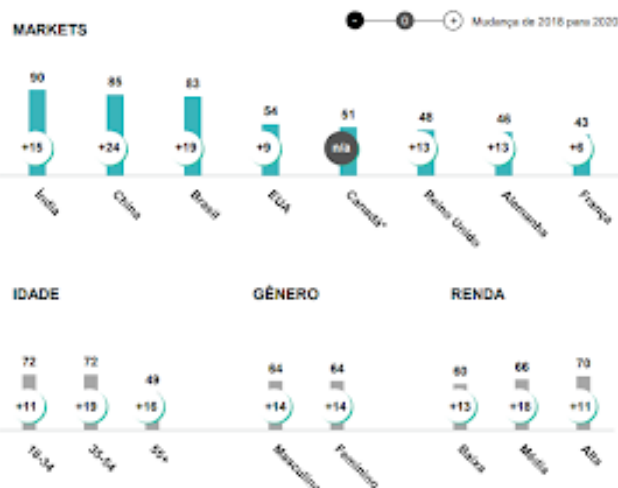 MARKETS
- 0 + Mudança de 2018 para 2020
90 85 83 54 51 48 46 43
+15 +24 +19 +9 n/a +13 +13 +6
Índia China Brasil EUA Canadá* Reino Unido Alemanha França
IDADE GÊNERO RENDA
72 72 49 64 64 60 66 70
+11 +19 +16 +14 +14 +13 +18 +11
18-34 35-54 55+ Masculino Feminino Baixa Média Alta